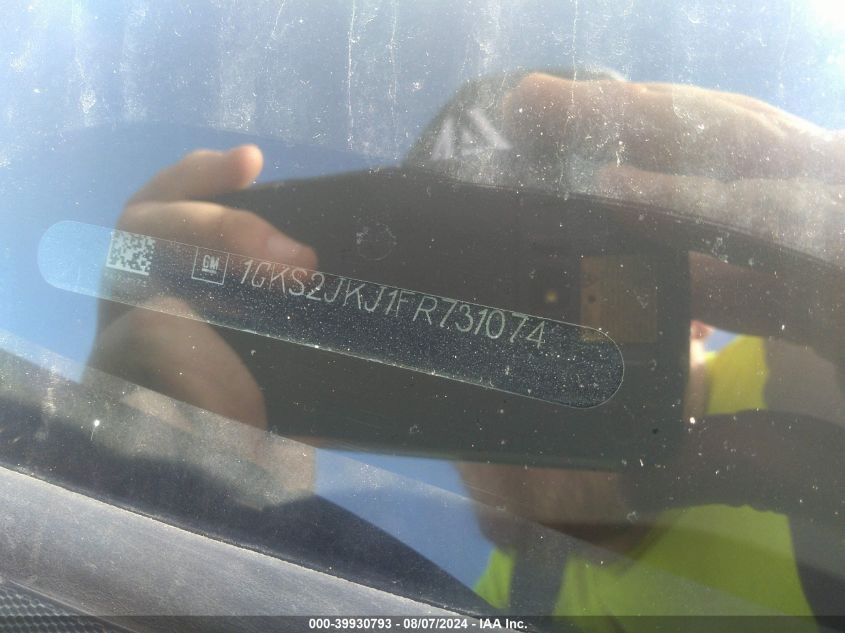 GM 1GKS2JKJ1FR731074
000-39930793 - 08/07/2024 - IAA Inc.